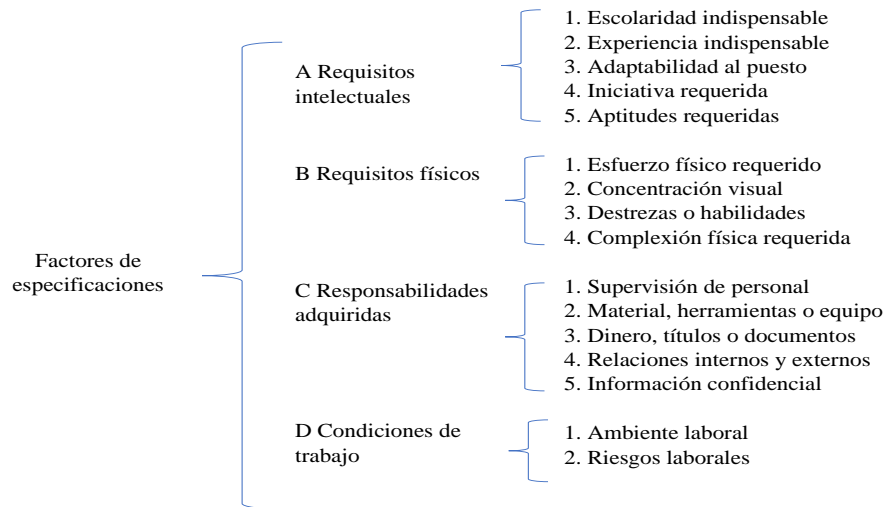 Factores de
especificaciones
A Requisitos
intelectuales
1. Escolaridad indispensable
2. Experiencia indispensable
3. Adaptabilidad al puesto
4. Iniciativa requerida
5. Aptitudes requeridas
B Requisitos físicos
1. Esfuerzo físico requerido
2. Concentración visual
3. Destrezas o habilidades
4. Complexión física requerida
C Responsabilidades
adquiridas
1. Supervisión de personal
2. Material, herramientas o equipo
3. Dinero, títulos o documentos
4. Relaciones internos y externos
5. Información confidencial
D Condiciones de
trabajo
1. Ambiente laboral
2. Riesgos laborales